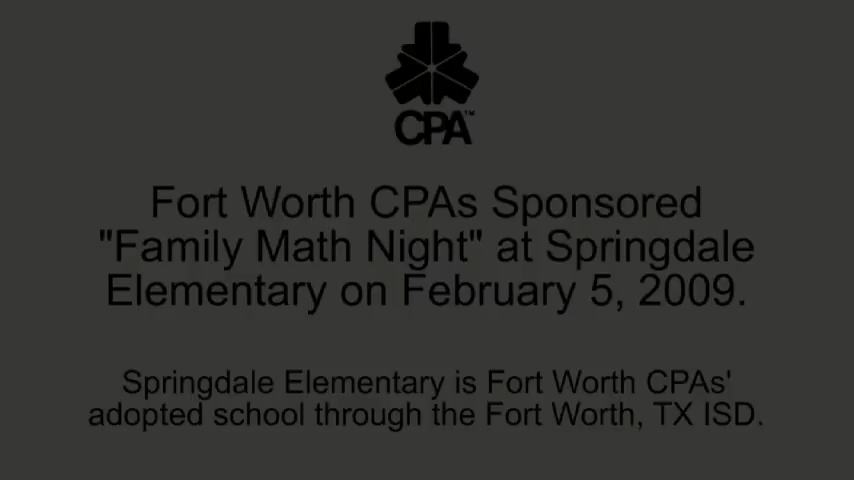 CPA™
Fort Worth CPAs Sponsored
"Family Math Night" at Springdale
Elementary on February 5, 2009.
Springdale Elementary is Fort Worth CPAs'
adopted school through the Fort Worth, TX ISD.